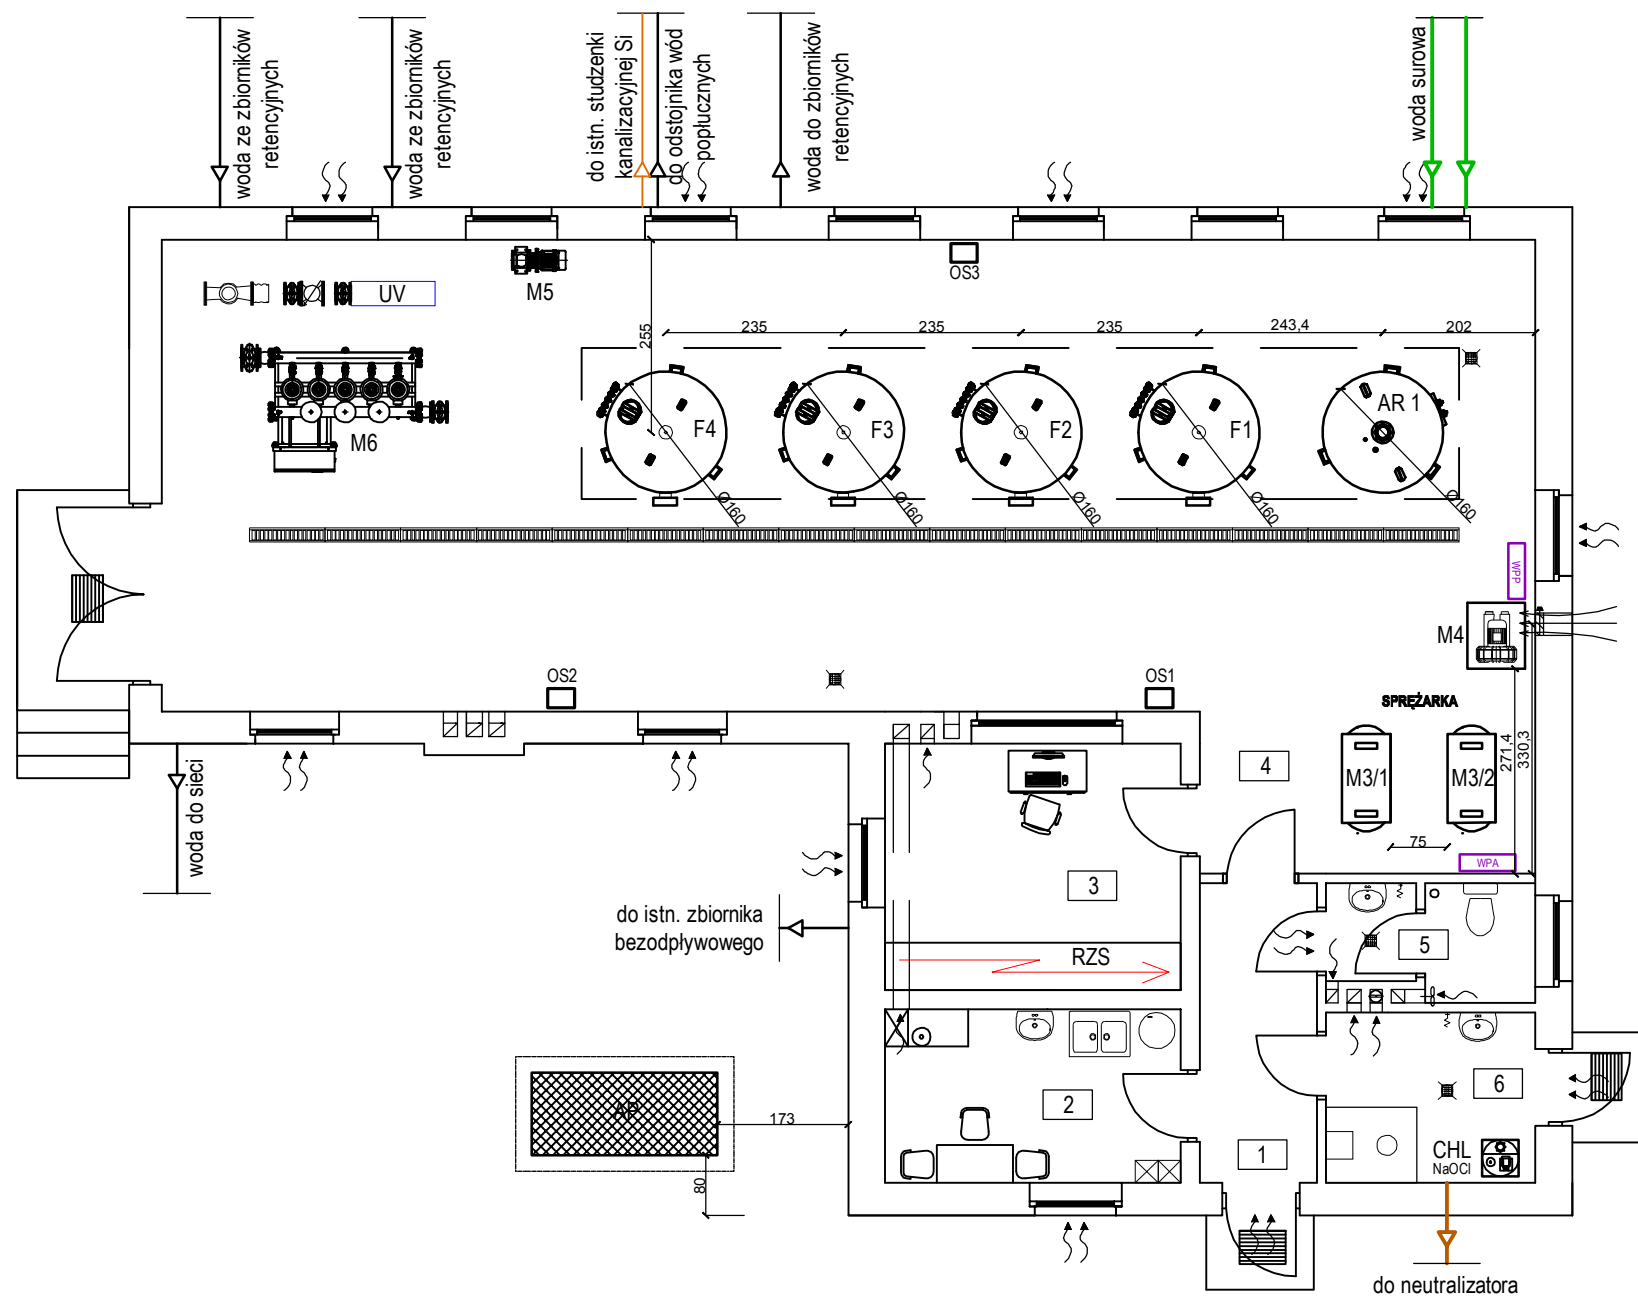 woda ze zbiorników
retencyjnych
woda ze zbiorników
retencyjnych
do istn. studzenki
kanalizacyjnej Si
do odstojnika wód
popłucznych
woda do zbiorników
retencyjnych
woda surowa
OS3
M5
UV
235
235
235
243,4
202
255
M6
F4
F3
F2
F1
AR 1
Ø160
Ø160
Ø160
Ø160
Ø160
WPP
M4
OS2
OS1
SPRĘŻARKA
4
M3/1
M3/2
271,4
330,3
75
WPA
woda do sieci
3
do istn. zbiornika
bezodpływowego
RZS
5
AP
173
80
2
1
6
CHL
NaOCl
do neutralizatora